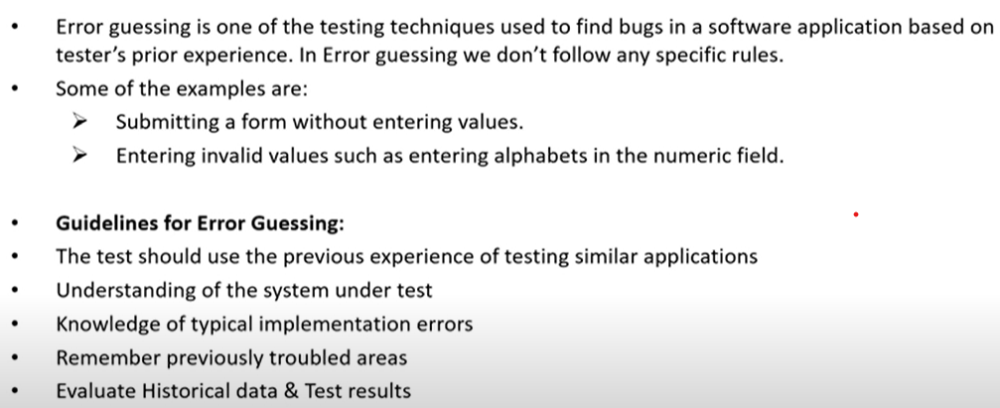 • Error guessing is one of the testing techniques used to find bugs in a software application based on
tester’s prior experience. In Error guessing we don’t follow any specific rules.
• Some of the examples are:
➢ Submitting a form without entering values.
➢ Entering invalid values such as entering alphabets in the numeric field.
• Guidelines for Error Guessing:
• The test should use the previous experience of testing similar applications
• Understanding of the system under test
• Knowledge of typical implementation errors
• Remember previously troubled areas
• Evaluate Historical data & Test results